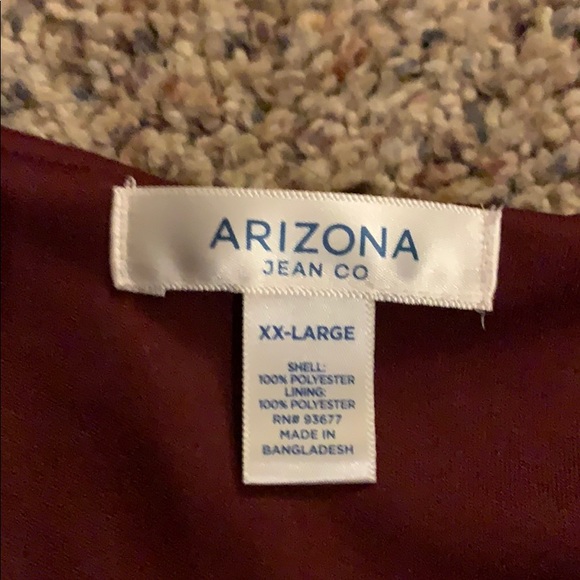 ARIZONA
JEAN CO
XX-LARGE
SHELL:
100% POLYESTER
LINING:
100% POLYESTER
RN# 93677
MADE IN
BANGLADESH